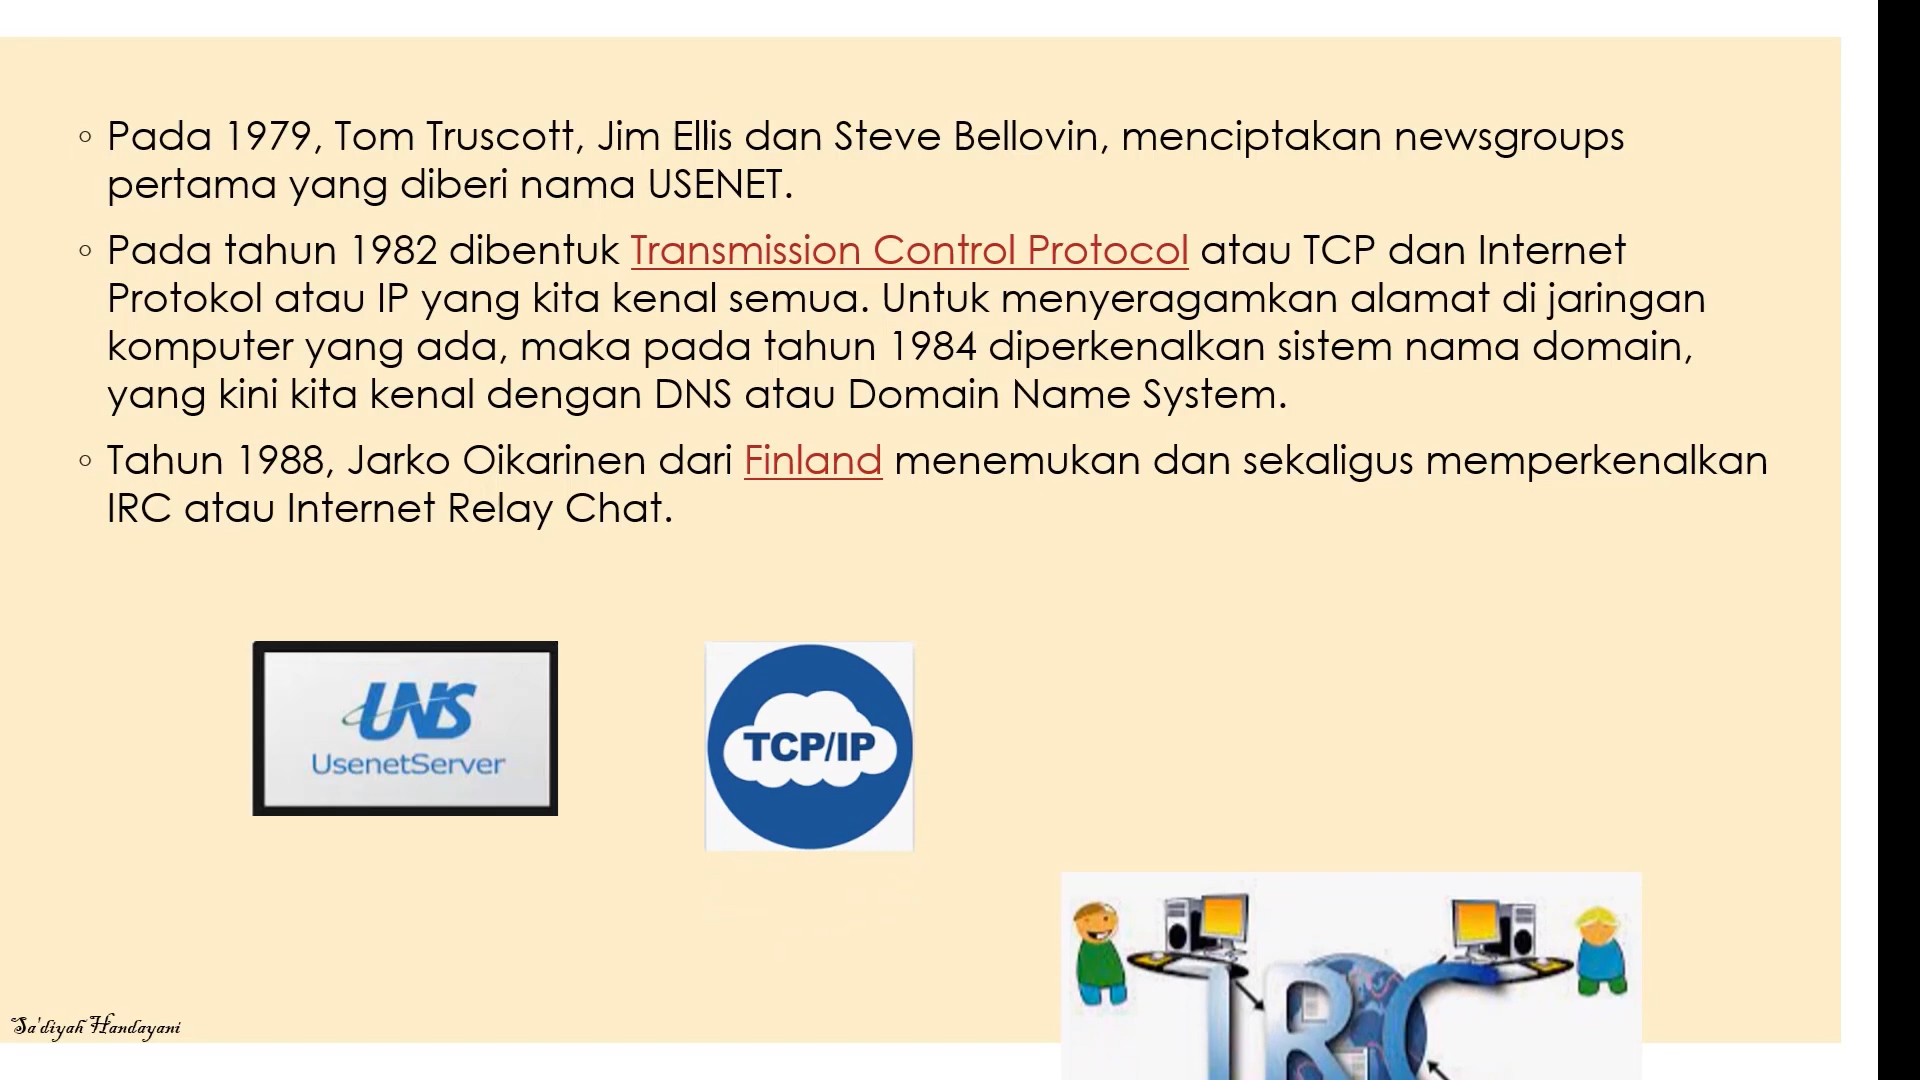 ◦ Pada 1979, Tom Truscott, Jim Ellis dan Steve Bellovin, menciptakan newsgroups
pertama yang diberi nama USENET.
◦ Pada tahun 1982 dibentuk Transmission Control Protocol atau TCP dan Internet
Protokol atau IP yang kita kenal semua. Untuk menyeragamkan alamat di jaringan
komputer yang ada, maka pada tahun 1984 diperkenalkan sistem nama domain,
yang kini kita kenal dengan DNS atau Domain Name System.
◦ Tahun 1988, Jarko Oikarinen dari Finland menemukan dan sekaligus memperkenalkan
IRC atau Internet Relay Chat.
UNS
UsenetServer
TCP/IP
IRC
Sa'diyah Handayani